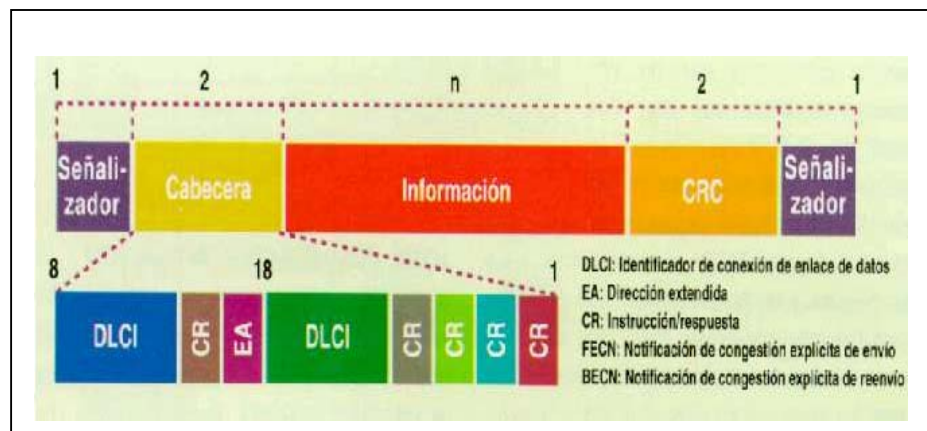 1 2 n 2 1
Señali-
zador
Cabecera
Información
CRC
Señali-
zador
8 18 1
DLCI CR EA DLCI CR CR CR CR
DLCI: Identificador de conexión de enlace de datos
EA: Dirección extendida
CR: Instrucción/respuesta
FECN: Notificación de congestión explícita de envío
BECN: Notificación de congestión explícita de reenvío